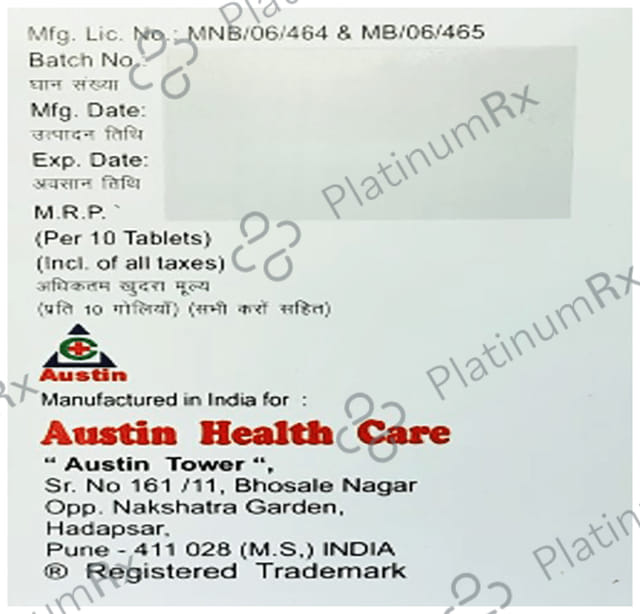 Mfg. Lic. No.: MNB/06/464 & MB/06/465
Batch No.:
घान संख्या
Mfg. Date:
उत्पादन तिथि
Exp. Date:
अवसान तिथि
M.R.P. `
(Per 10 Tablets)
(Incl. of all taxes)
अधिकतम खुदरा मूल्य
(प्रति 10 गोलियाँ) (सभी करों सहित)
Austin
Manufactured in India for :
Austin Health Care
“ Austin Tower “,
Sr. No 161 /11, Bhosale Nagar
Opp. Nakshatra Garden,
Hadapsar,
Pune - 411 028 (M.S.) INDIA
® Registered Trademark
PlatinumRx
PlatinumRx
PlatinumRx
Platin
Rx